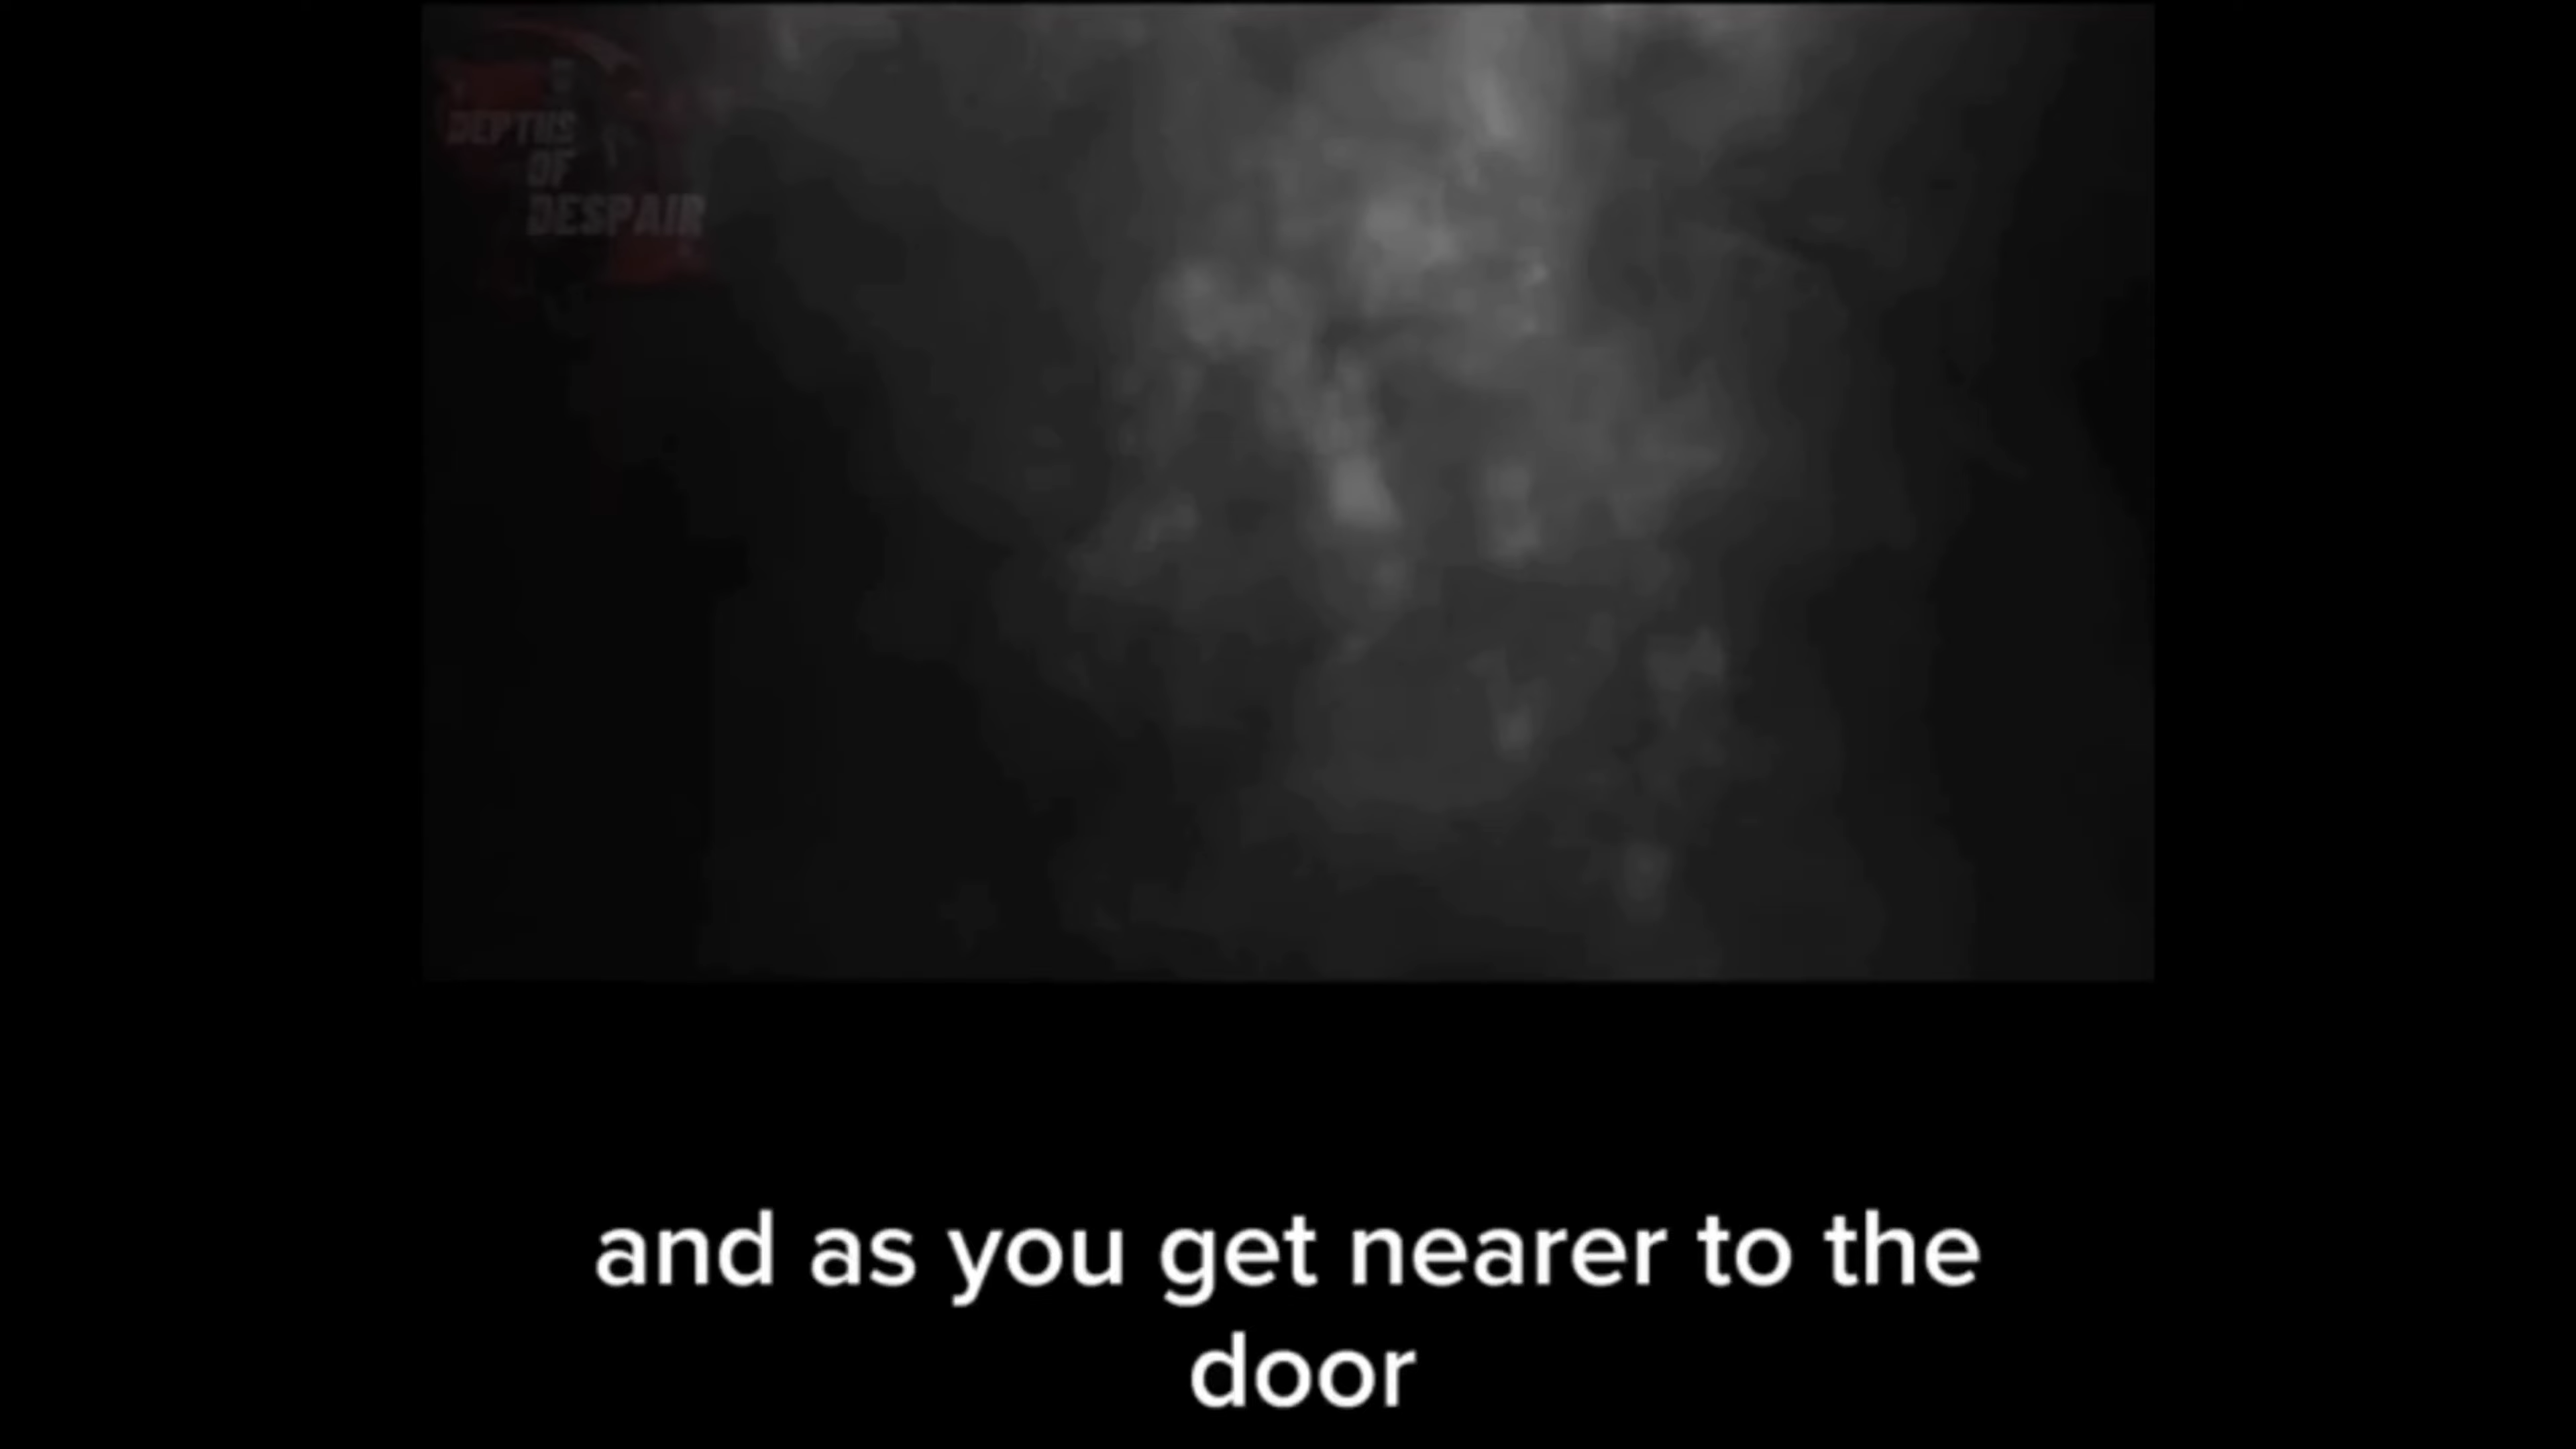 DEPTHS
OF
DESPAIR
and as you get nearer to the
door